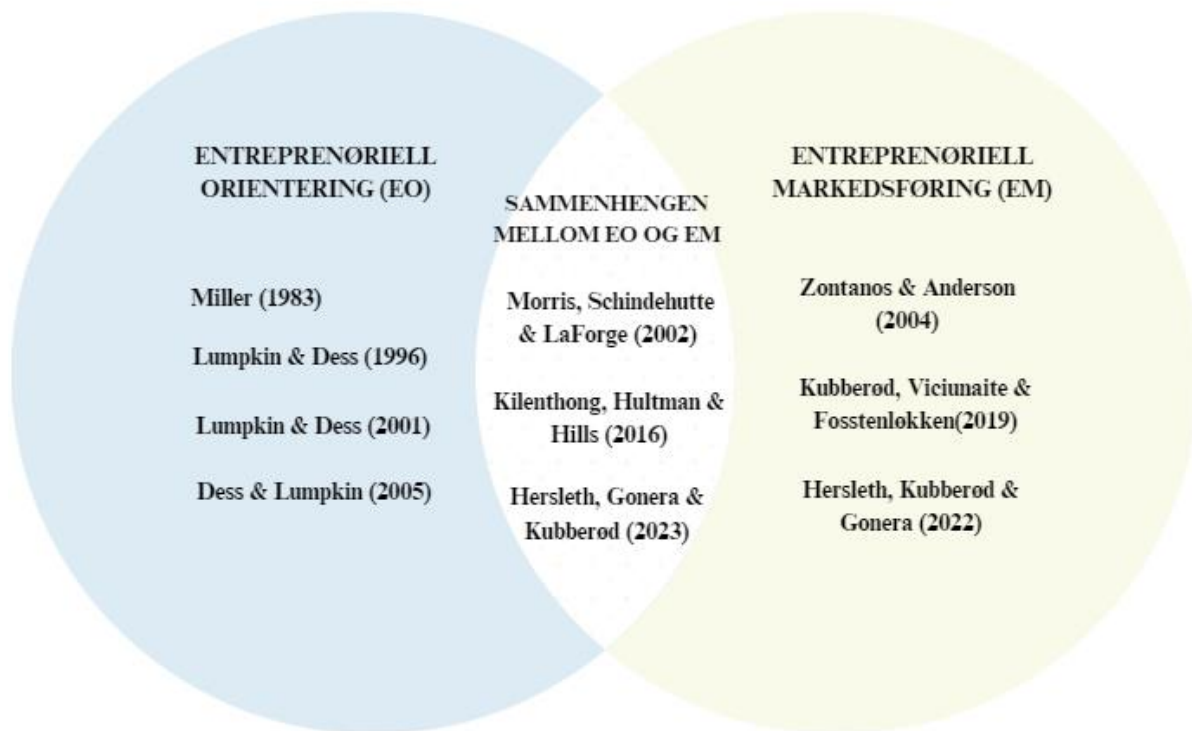 ENTREPRENØRIELL
ORIENTERING (EO)
Miller (1983)
Lumpkin & Dess (1996)
Lumpkin & Dess (2001)
Dess & Lumpkin (2005)
SAMMENHENGEN
MELLOM EO OG EM
Morris, Schindehutte
& LaForge (2002)
Kilenthong, Hultman &
Hills (2016)
Hersleth, Gonera &
Kubberød (2023)
ENTREPRENØRIELL
MARKEDSFØRING (EM)
Zontanos & Anderson
(2004)
Kubberød, Viciunaite &
Fosstenløkken(2019)
Hersleth, Kubberød &
Gonera (2022)